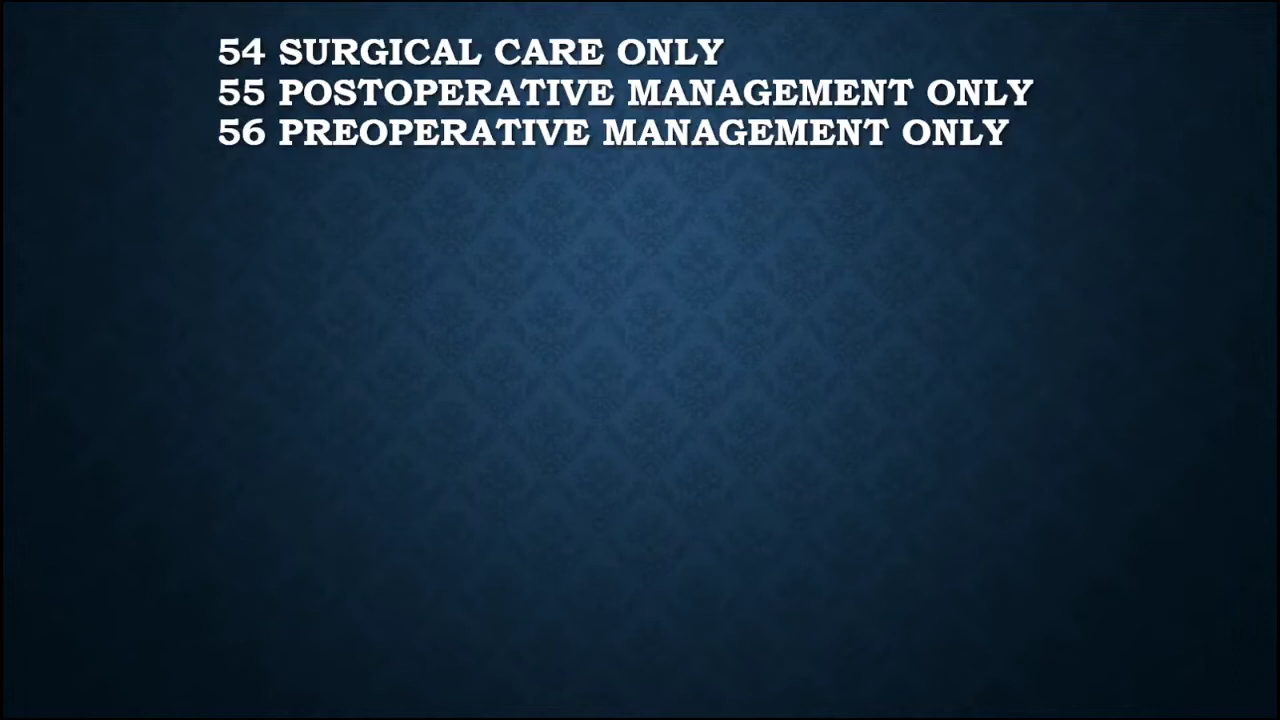 54 SURGICAL CARE ONLY
55 POSTOPERATIVE MANAGEMENT ONLY
56 PREOPERATIVE MANAGEMENT ONLY